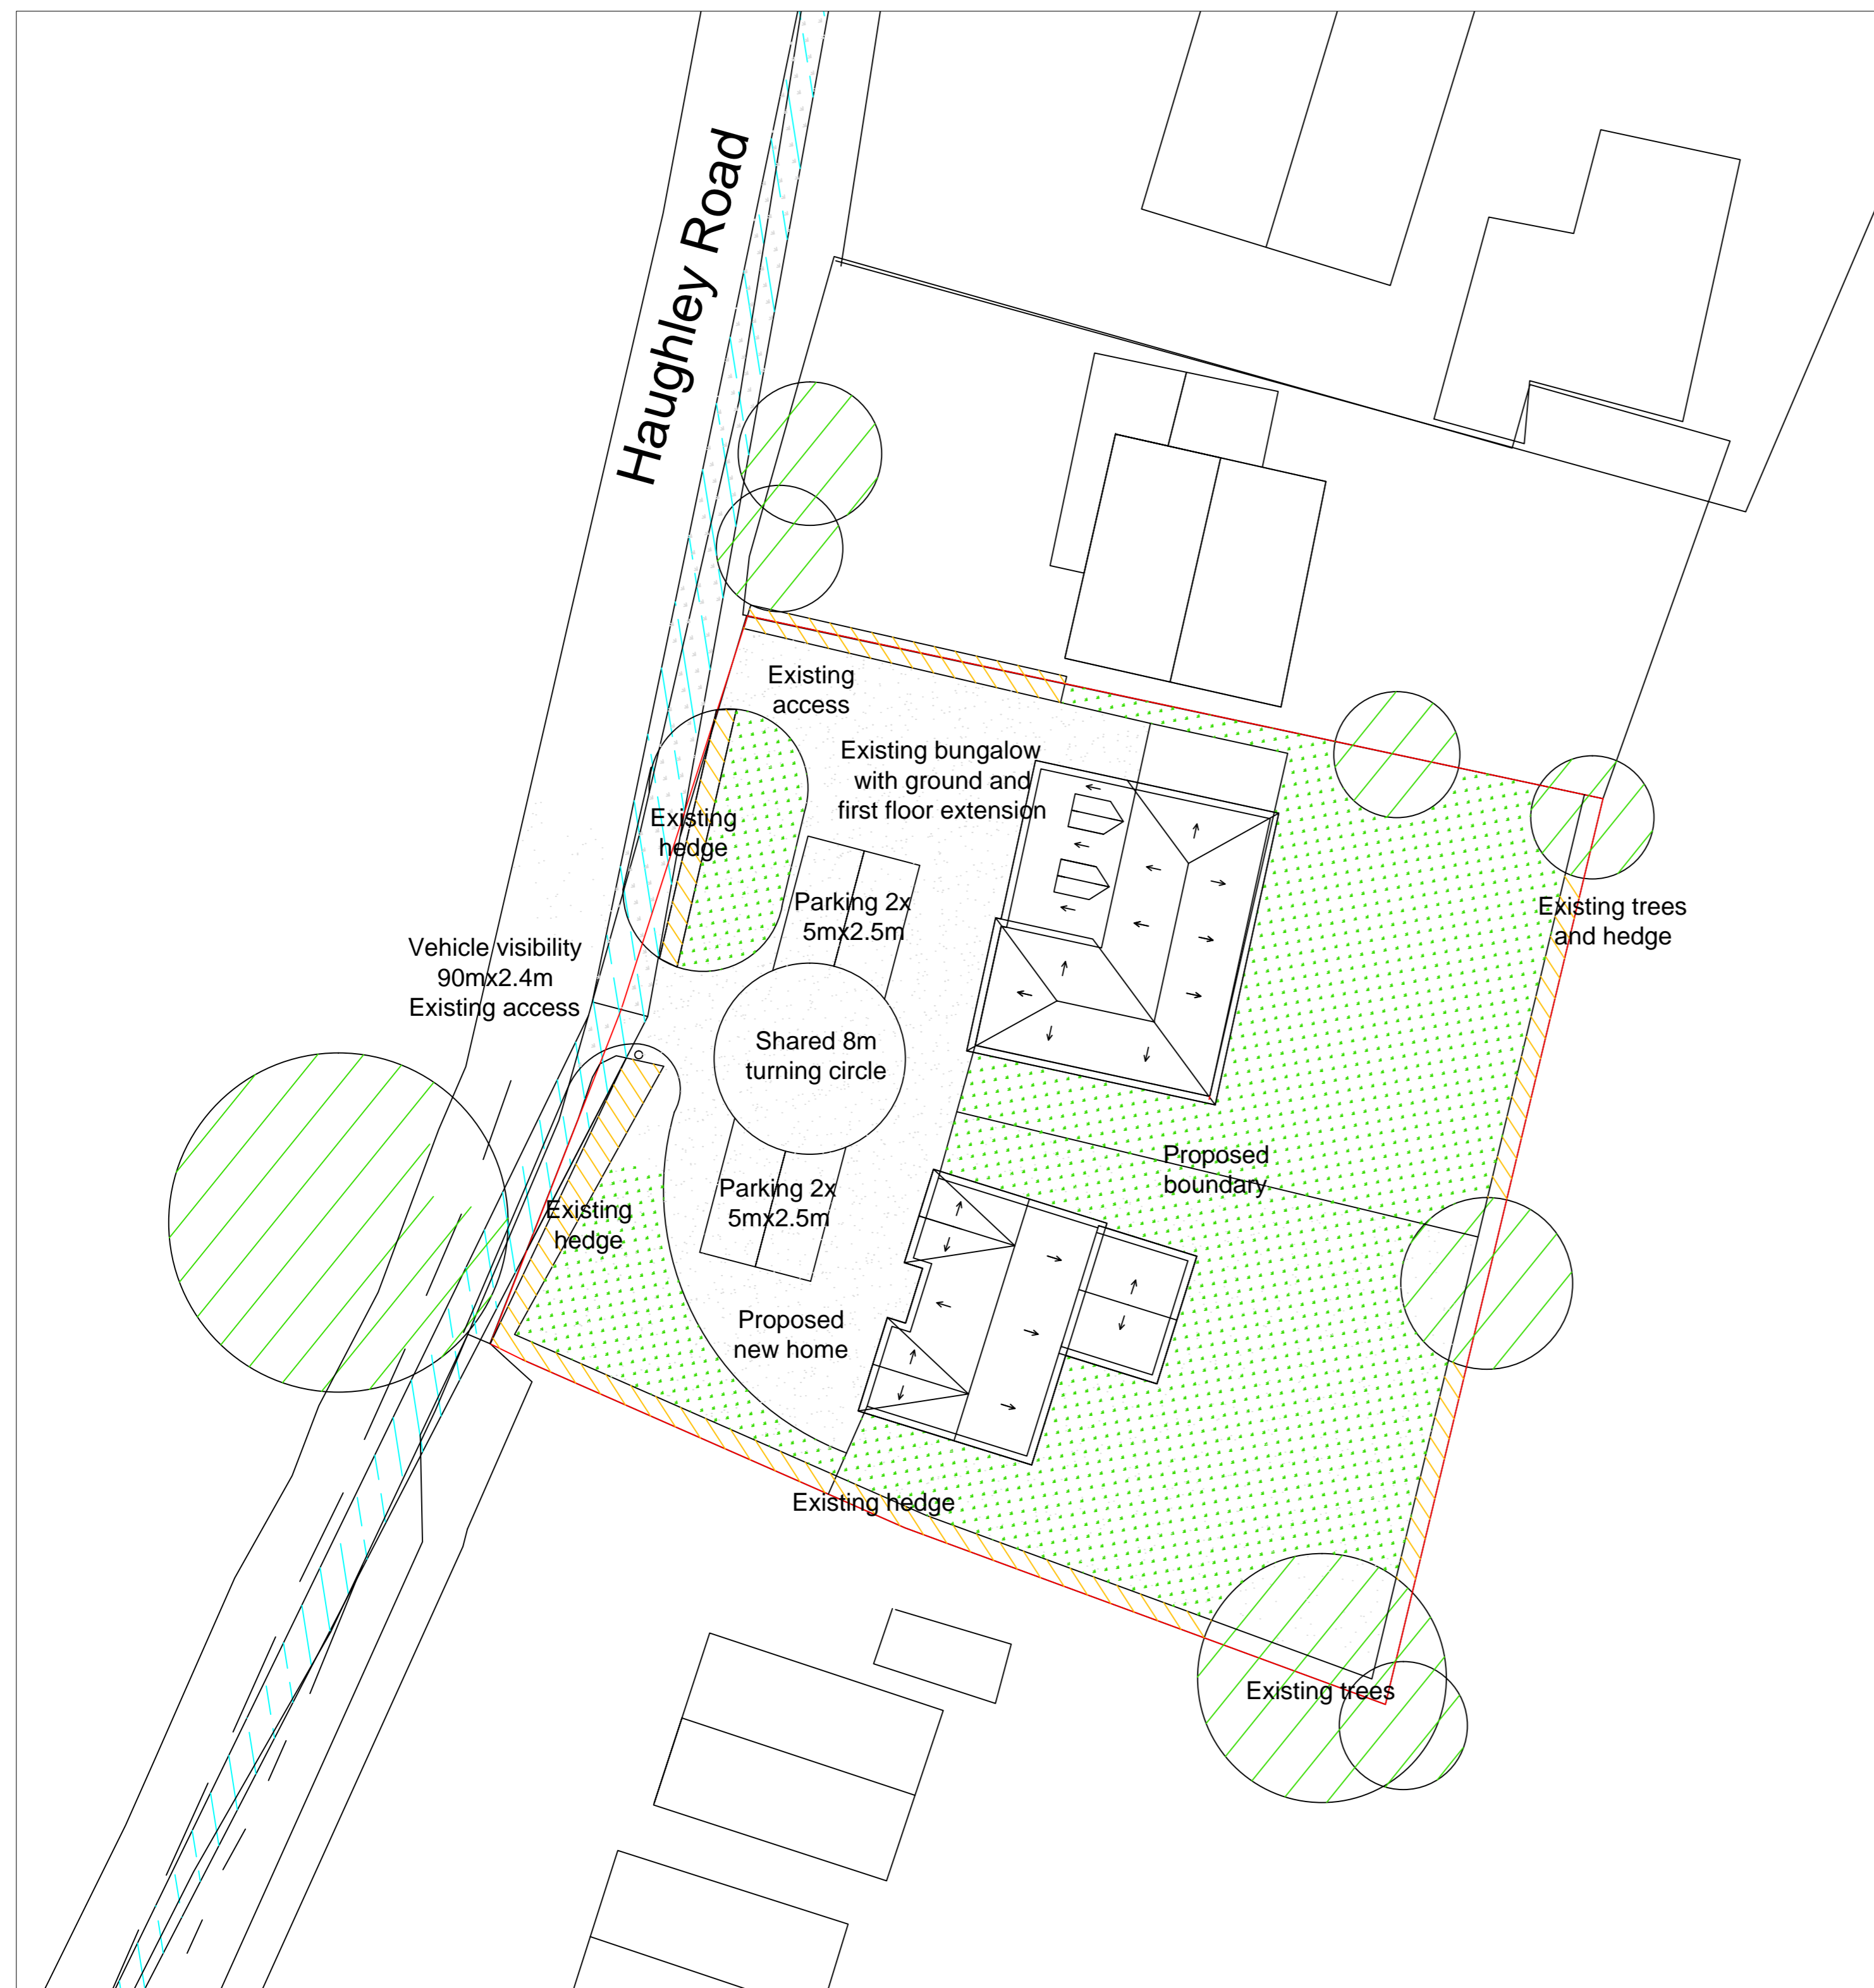 Haughley Road
Existing
access
Existing bungalow
with ground and
first floor extension
Existing
hedge
Parking 2x
5mx2.5m
Existing trees
and hedge
Vehicle visibility
90mx2.4m
Existing access
Shared 8m
turning circle
Proposed
boundary
Parking 2x
5mx2.5m
Existing
hedge
Proposed
new home
Existing hedge
Existing trees